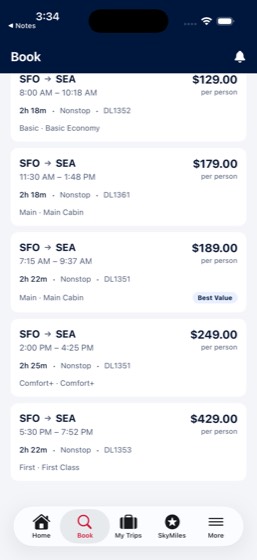 3:34
◀ Notes
Book
SFO → SEA
$129.00
8:00 AM – 10:18 AM
per person
2h 18m • Nonstop • DL1352
Basic · Basic Economy
SFO → SEA
$179.00
11:30 AM – 1:48 PM
per person
2h 18m • Nonstop • DL1361
Main · Main Cabin
SFO → SEA
$189.00
7:15 AM – 9:37 AM
per person
2h 22m • Nonstop • DL1351
Main · Main Cabin
Best Value
SFO → SEA
$249.00
2:00 PM – 4:25 PM
per person
2h 25m • Nonstop • DL1351
Comfort+ · Comfort+
SFO → SEA
$429.00
5:30 PM – 7:52 PM
per person
2h 22m • Nonstop • DL1353
First · First Class
Home
Book
My Trips
SkyMiles
More